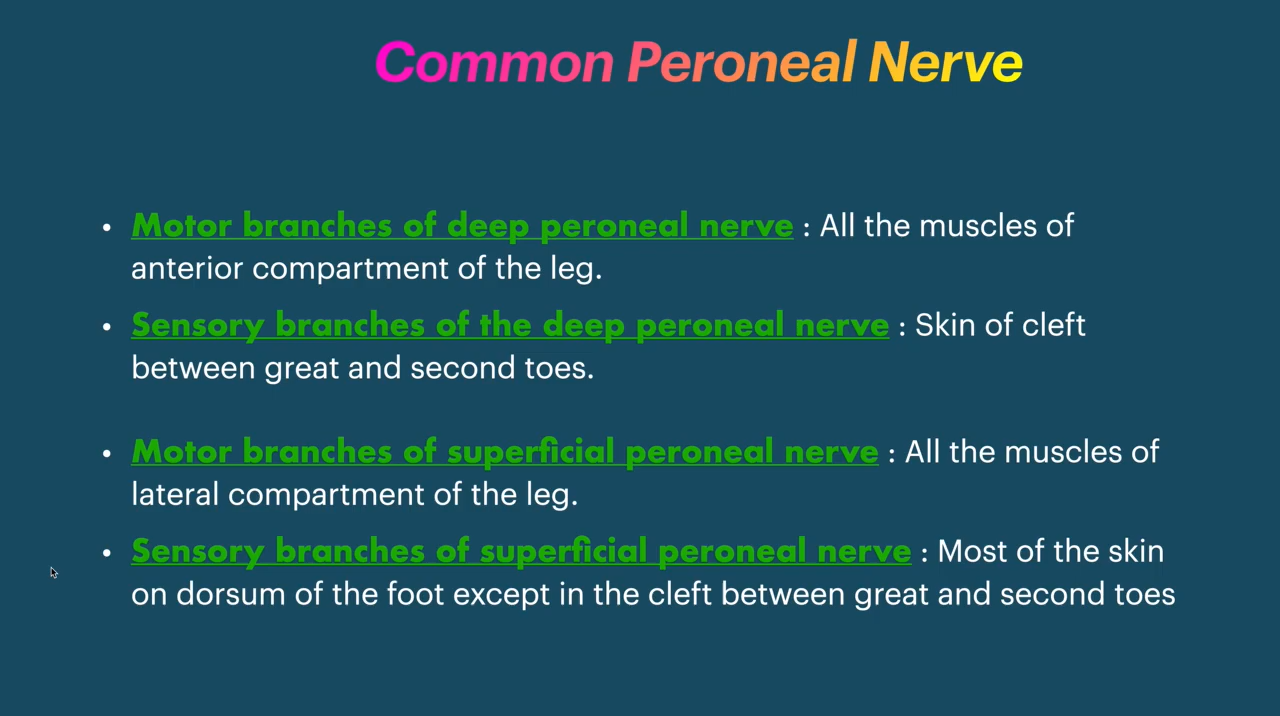 Common Peroneal Nerve
• Motor branches of deep peroneal nerve : All the muscles of
anterior compartment of the leg.
• Sensory branches of the deep peroneal nerve : Skin of cleft
between great and second toes.
• Motor branches of superficial peroneal nerve : All the muscles of
lateral compartment of the leg.
• Sensory branches of superficial peroneal nerve : Most of the skin
on dorsum of the foot except in the cleft between great and second toes